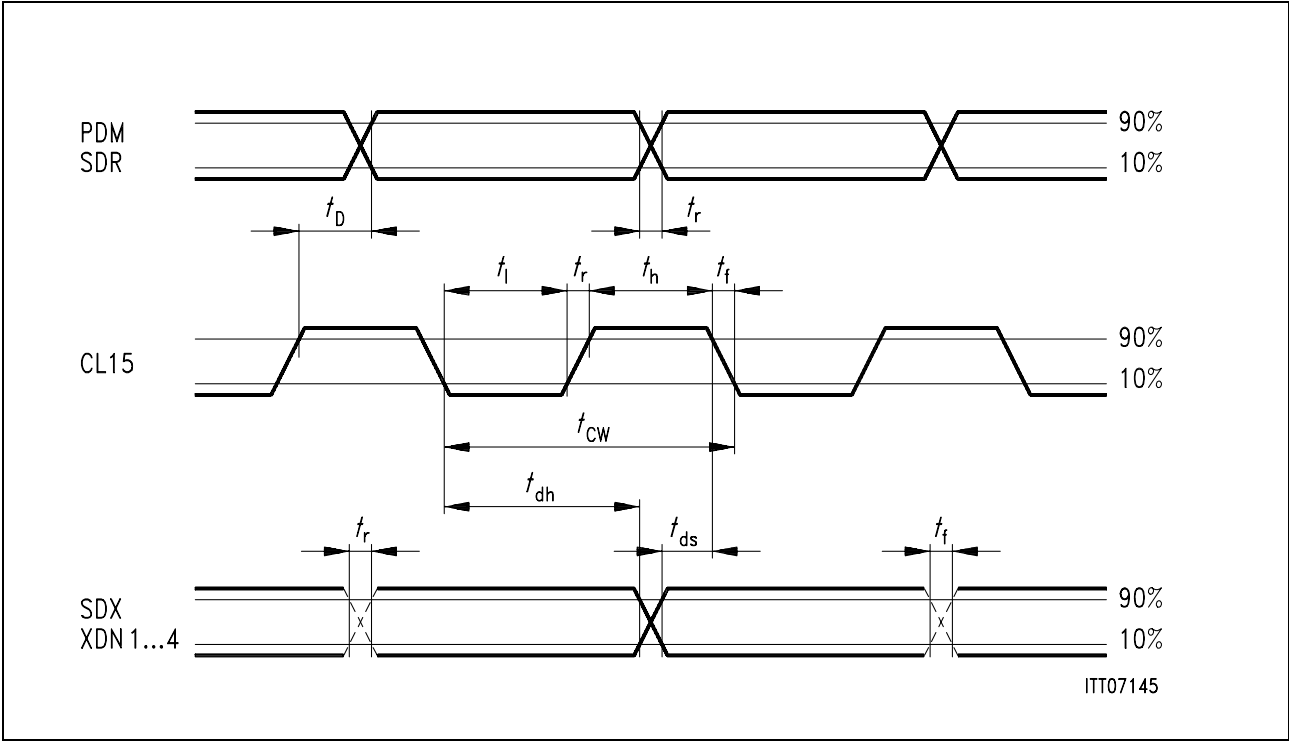 PDM
SDR
90%
10%
tD
tr
tl
tr
th
tf
CL15
90%
10%
tCW
tdh
tr
tds
tf
SDX
XDN 1...4
90%
10%
ITT07145